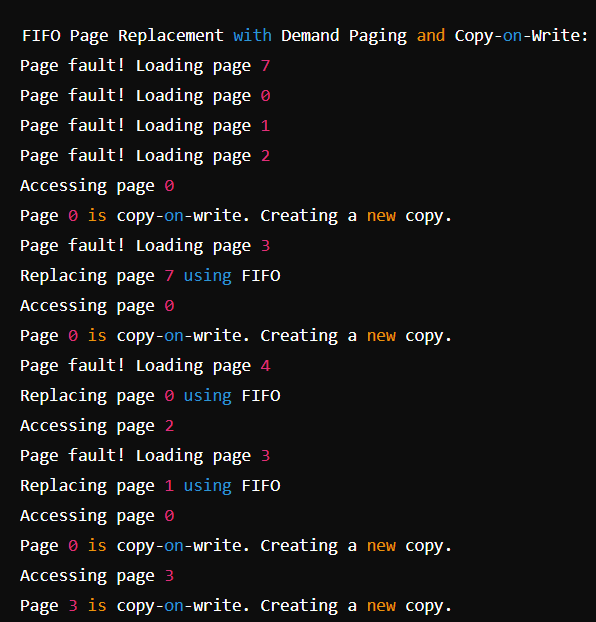 FIFO Page Replacement with Demand Paging and Copy-on-Write:
Page fault! Loading page 7
Page fault! Loading page 0
Page fault! Loading page 1
Page fault! Loading page 2
Accessing page 0
Page 0 is copy-on-write. Creating a new copy.
Page fault! Loading page 3
Replacing page 7 using FIFO
Accessing page 0
Page 0 is copy-on-write. Creating a new copy.
Page fault! Loading page 4
Replacing page 0 using FIFO
Accessing page 2
Page fault! Loading page 3
Replacing page 1 using FIFO
Accessing page 0
Page 0 is copy-on-write. Creating a new copy.
Accessing page 3
Page 3 is copy-on-write. Creating a new copy.